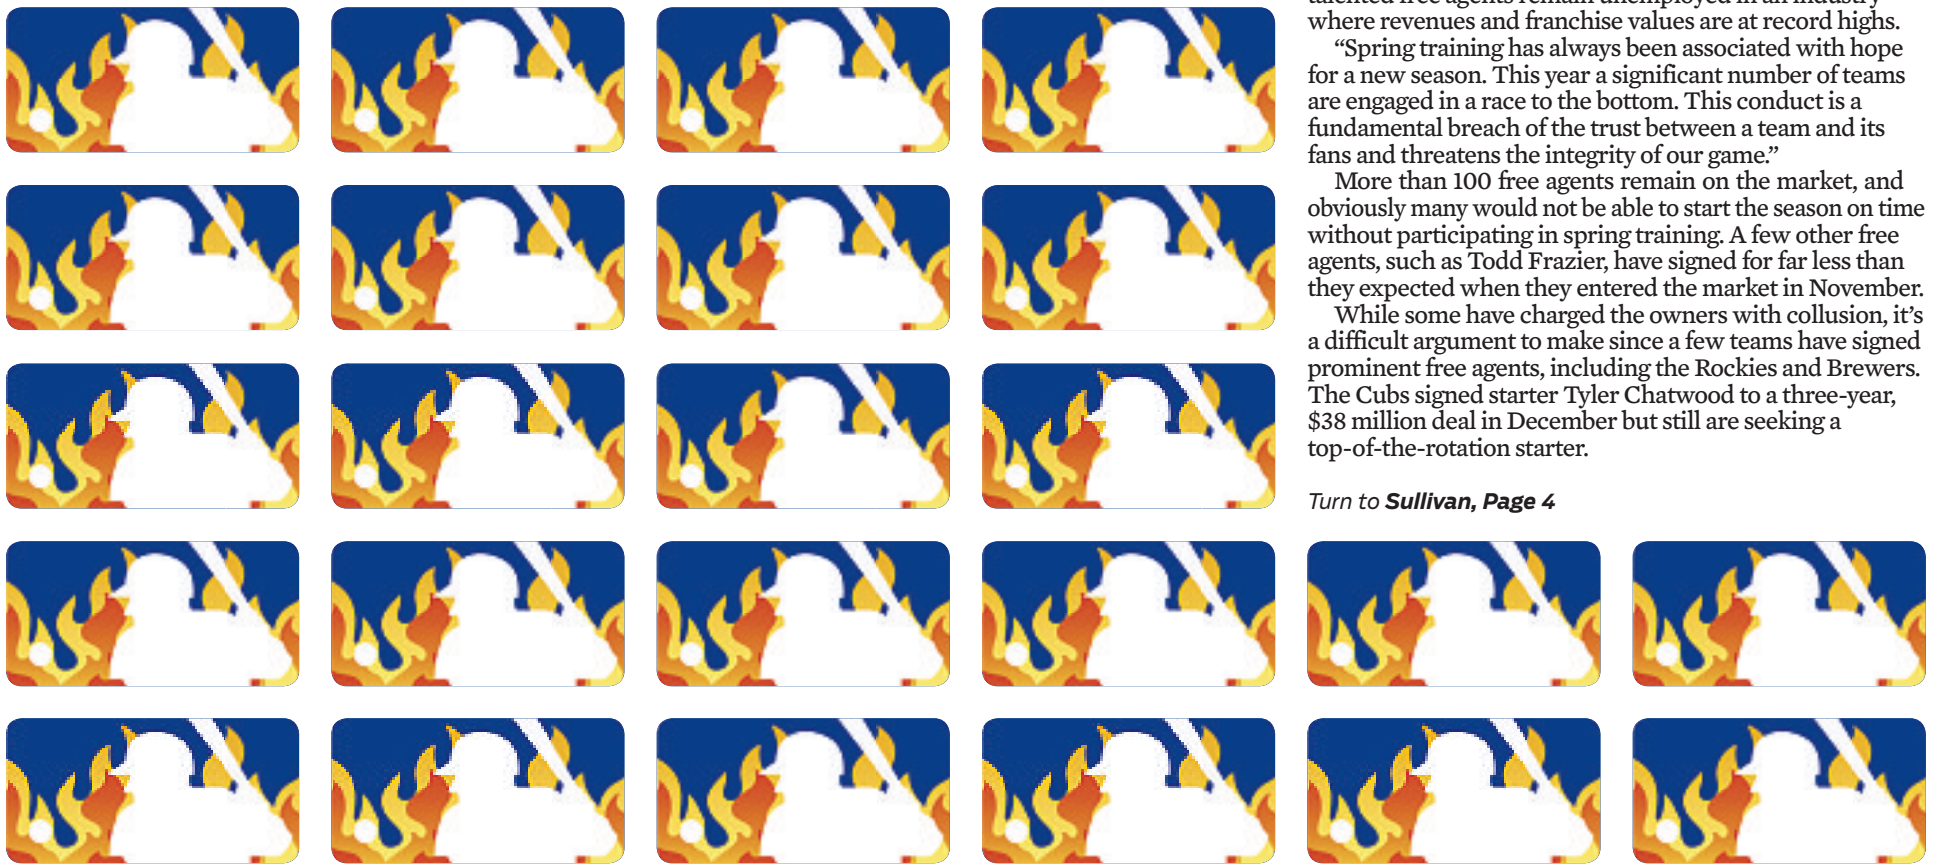 talented free agents remain unemployed in an industry
where revenues and franchise values are at record highs.
“Spring training has always been associated with hope
for a new season. This year a significant number of teams
are engaged in a race to the bottom. This conduct is a
fundamental breach of the trust between a team and its
fans and threatens the integrity of our game.”
More than 100 free agents remain on the market, and
obviously many would not be able to start the season on time
without participating in spring training. A few other free
agents, such as Todd Frazier, have signed for far less than
they expected when they entered the market in November.
While some have charged the owners with collusion, it’s
a difficult argument to make since a few teams have signed
prominent free agents, including the Rockies and Brewers.
The Cubs signed starter Tyler Chatwood to a three-year,
$38 million deal in December but still are seeking a
top-of-the-rotation starter.
Turn to Sullivan, Page 4